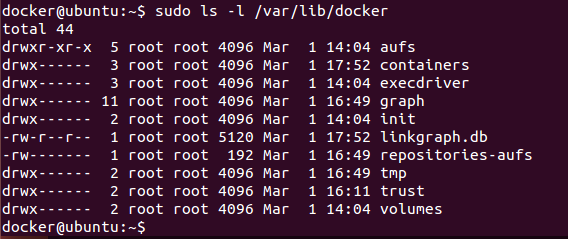 docker@ubuntu:~$ sudo ls -l /var/lib/docker
total 44
drwxr-xr-x  5 root root 4096 Mar  1 14:04 aufs
drwx------  3 root root 4096 Mar  1 17:52 containers
drwx------  3 root root 4096 Mar  1 14:04 execdriver
drwx------ 11 root root 4096 Mar  1 16:49 graph
drwx------  2 root root 4096 Mar  1 14:04 init
-rw-r--r--  1 root root 5120 Mar  1 17:52 linkgraph.db
-rw-------  1 root root  192 Mar  1 16:49 repositories-aufs
drwx------  2 root root 4096 Mar  1 16:49 tmp
drwx------  2 root root 4096 Mar  1 16:11 trust
drwx------  2 root root 4096 Mar  1 14:04 volumes
docker@ubuntu:~$